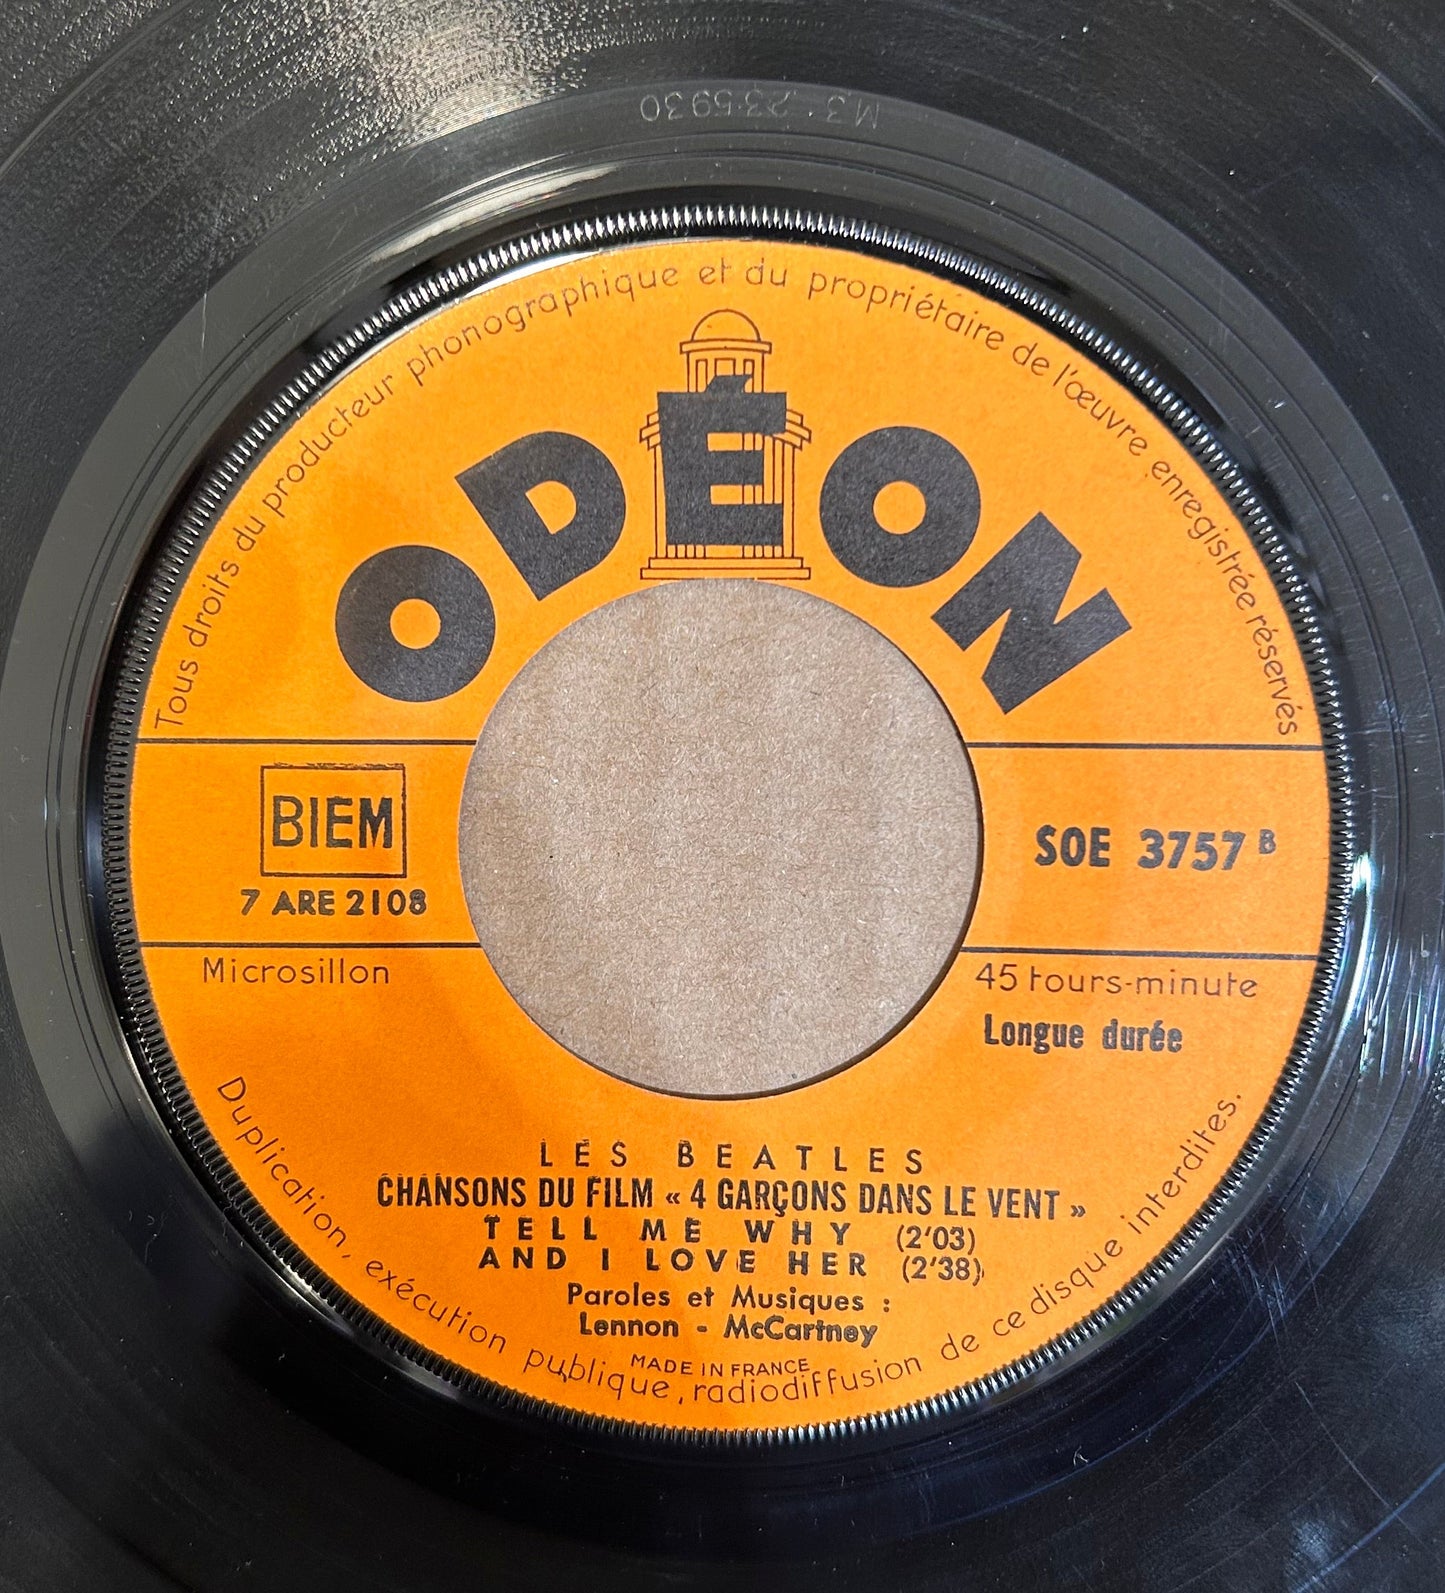 M3 235930
Tous droits du producteur phonographique et du propriétaire de l'œuvre enregistrée réservés
ODÉON
BIEM
7 ARE 2108
SOE 3757 B
Microsillon
45 tours-minute
Longue durée
LES BEATLES
CHANSONS DU FILM « 4 GARÇONS DANS LE VENT »
TELL ME WHY (2'03)
AND I LOVE HER (2'38)
Paroles et Musiques :
Lennon - McCartney
MADE IN FRANCE
Duplication, exécution publique, radiodiffusion de ce disque interdites.